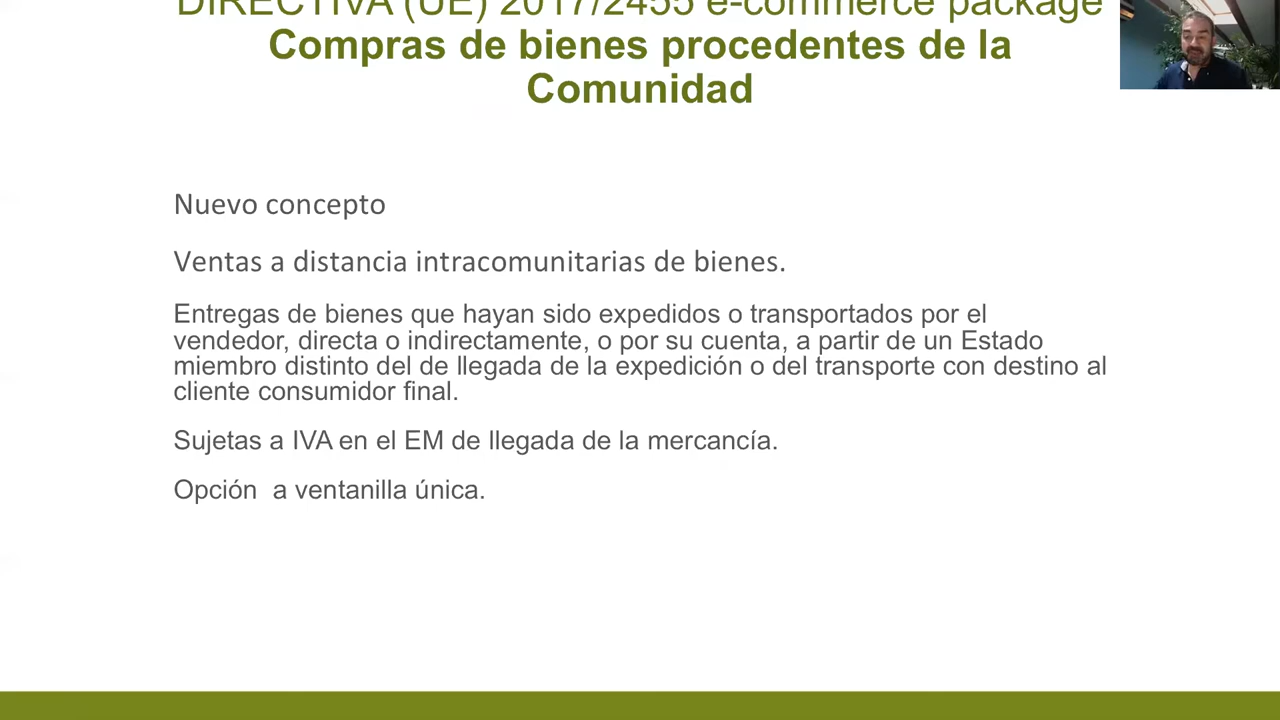 DIRECTIVA (UE) 2017/2455 e-commerce package
Compras de bienes procedentes de la
Comunidad
Nuevo concepto
Ventas a distancia intracomunitarias de bienes.
Entregas de bienes que hayan sido expedidos o transportados por el
vendedor, directa o indirectamente, o por su cuenta, a partir de un Estado
miembro distinto del de llegada de la expedición o del transporte con destino al
cliente consumidor final.
Sujetas a IVA en el EM de llegada de la mercancía.
Opción  a ventanilla única.